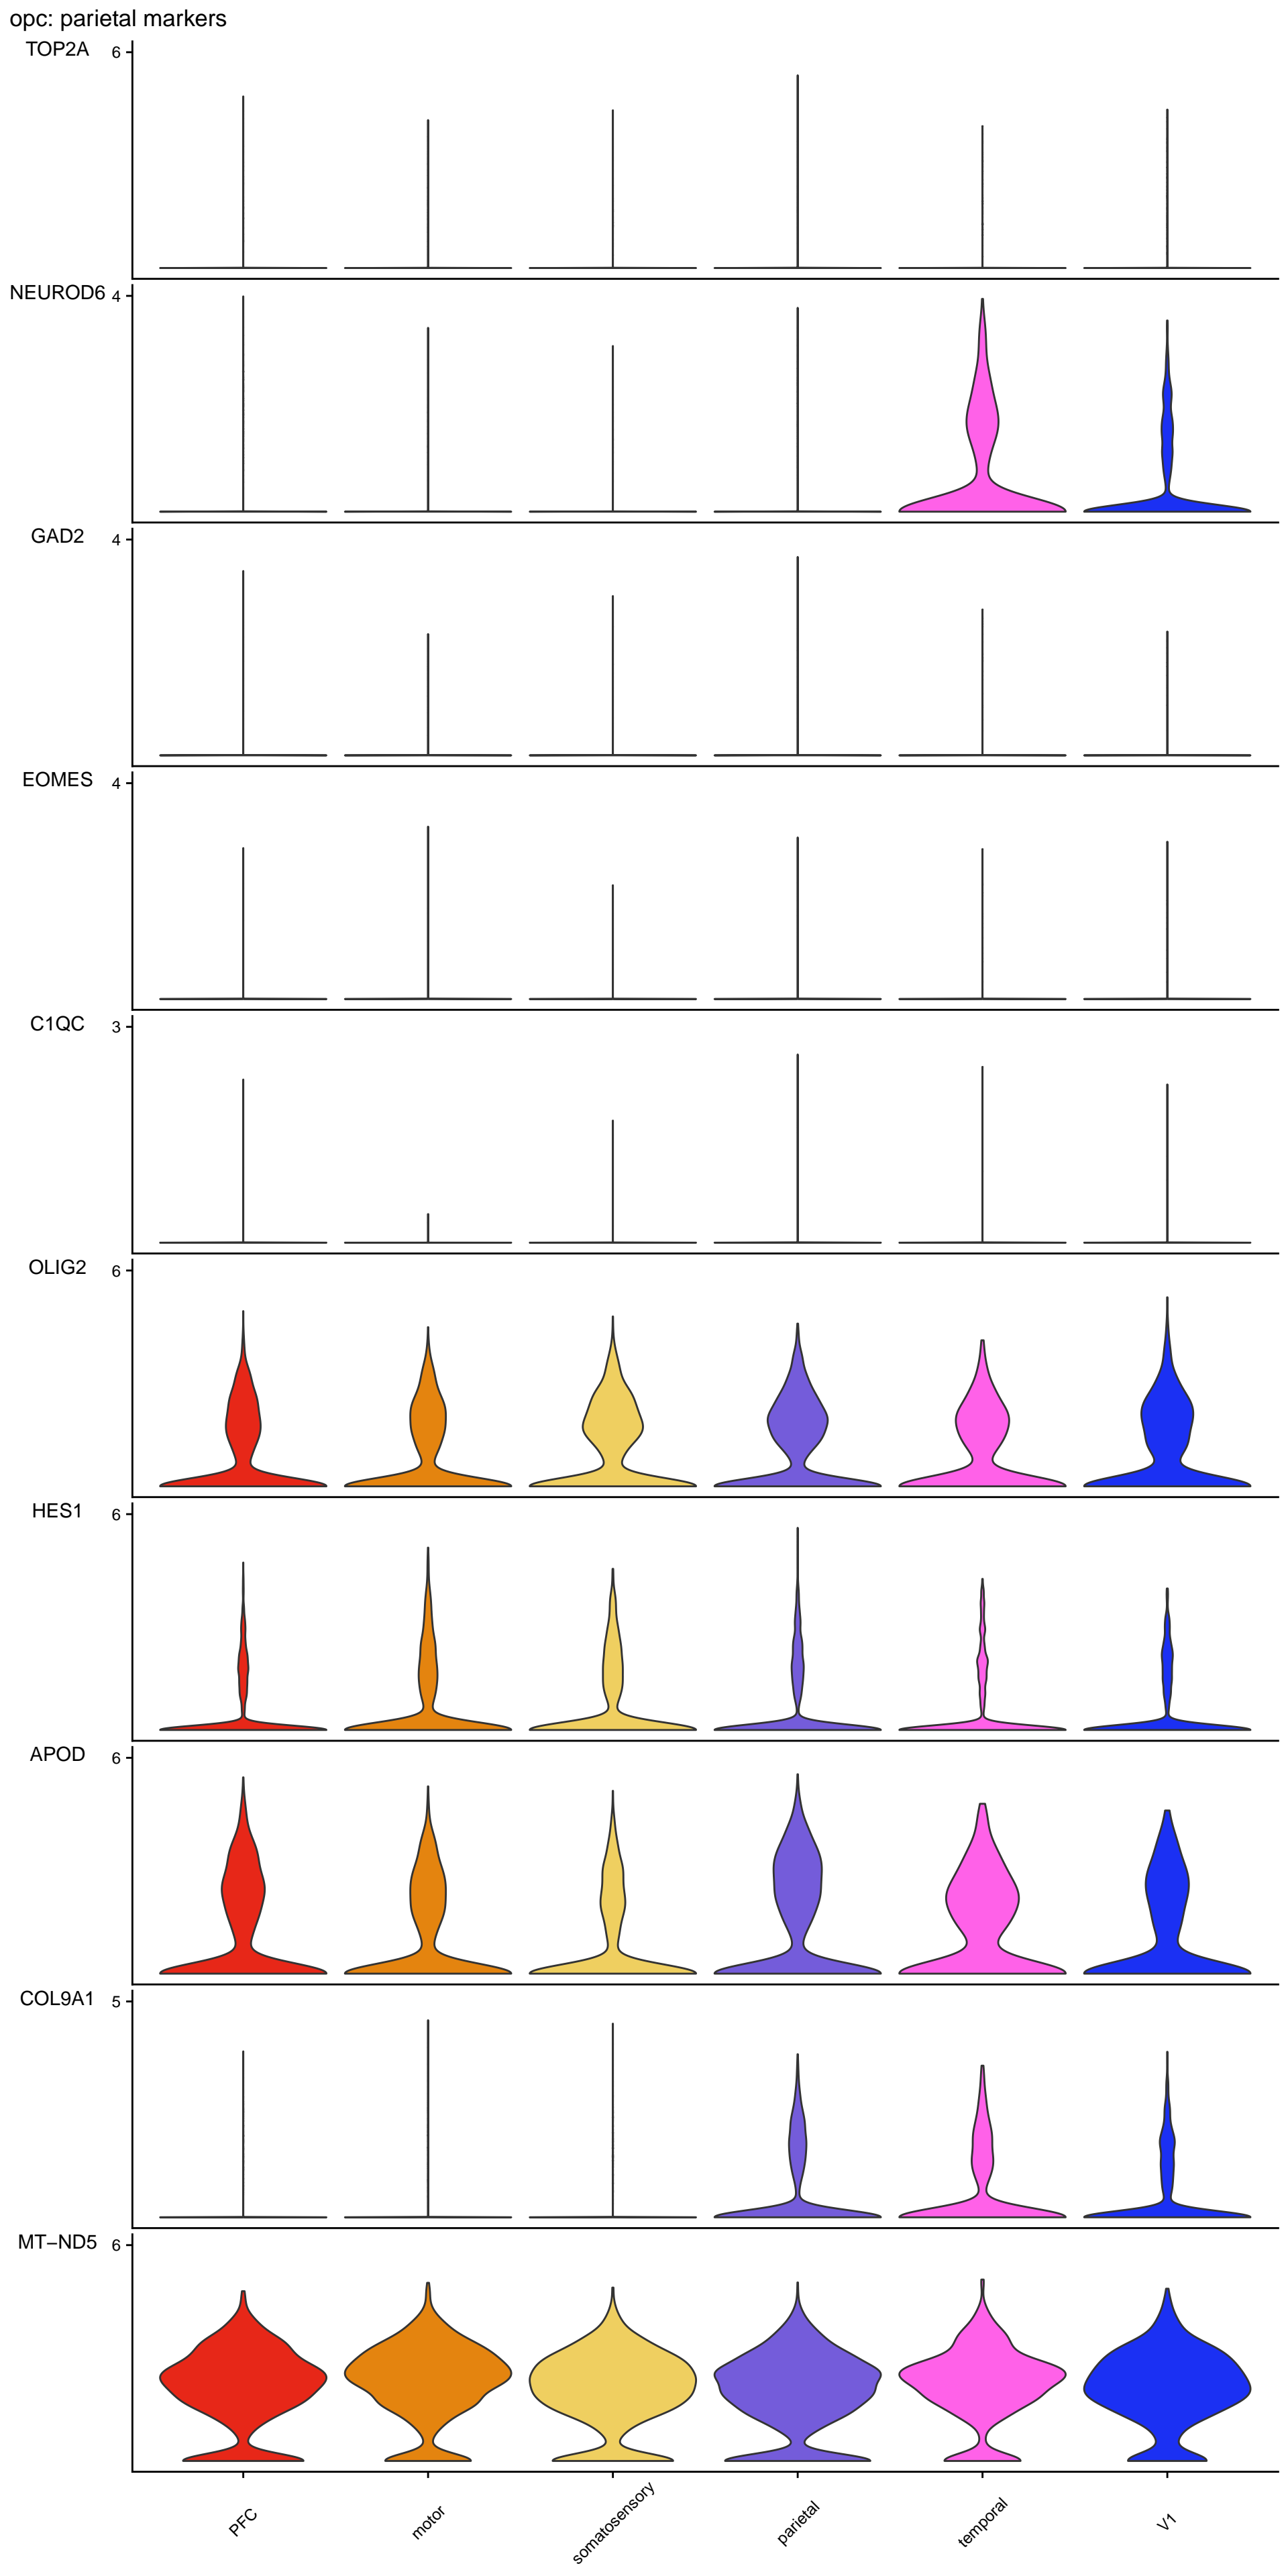 opc: parietal markers
TOP2A 6
NEUROD6 4
GAD2 4
EOMES 4
C1QC 3
OLIG2 6
HES1 6
APOD 6
COL9A1 5
MT−ND5 6
PFC motor somatosensory parietal temporal V1